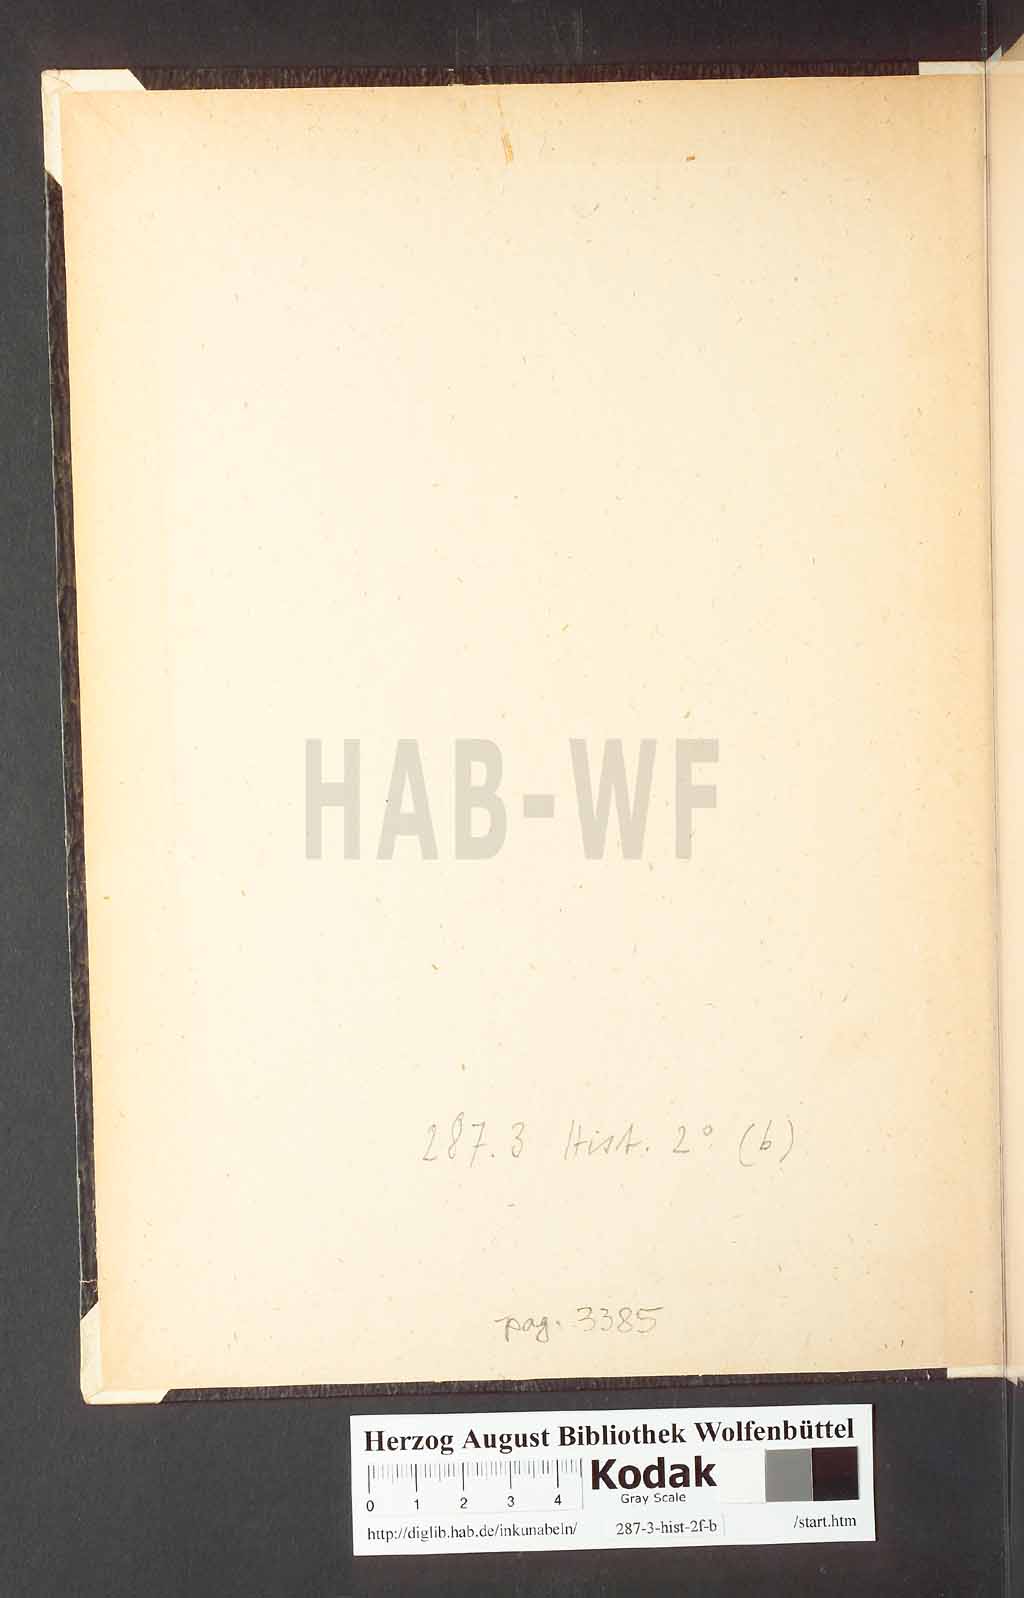 HAB-WF
287.3 Hist. 2° (b)
pag. 3385
Herzog August Bibliothek Wolfenbüttel
Kodak
Gray Scale
0 1 2 3 4
http://diglib.hab.de/inkunabeln/ 287-3-hist-2f-b /start.htm